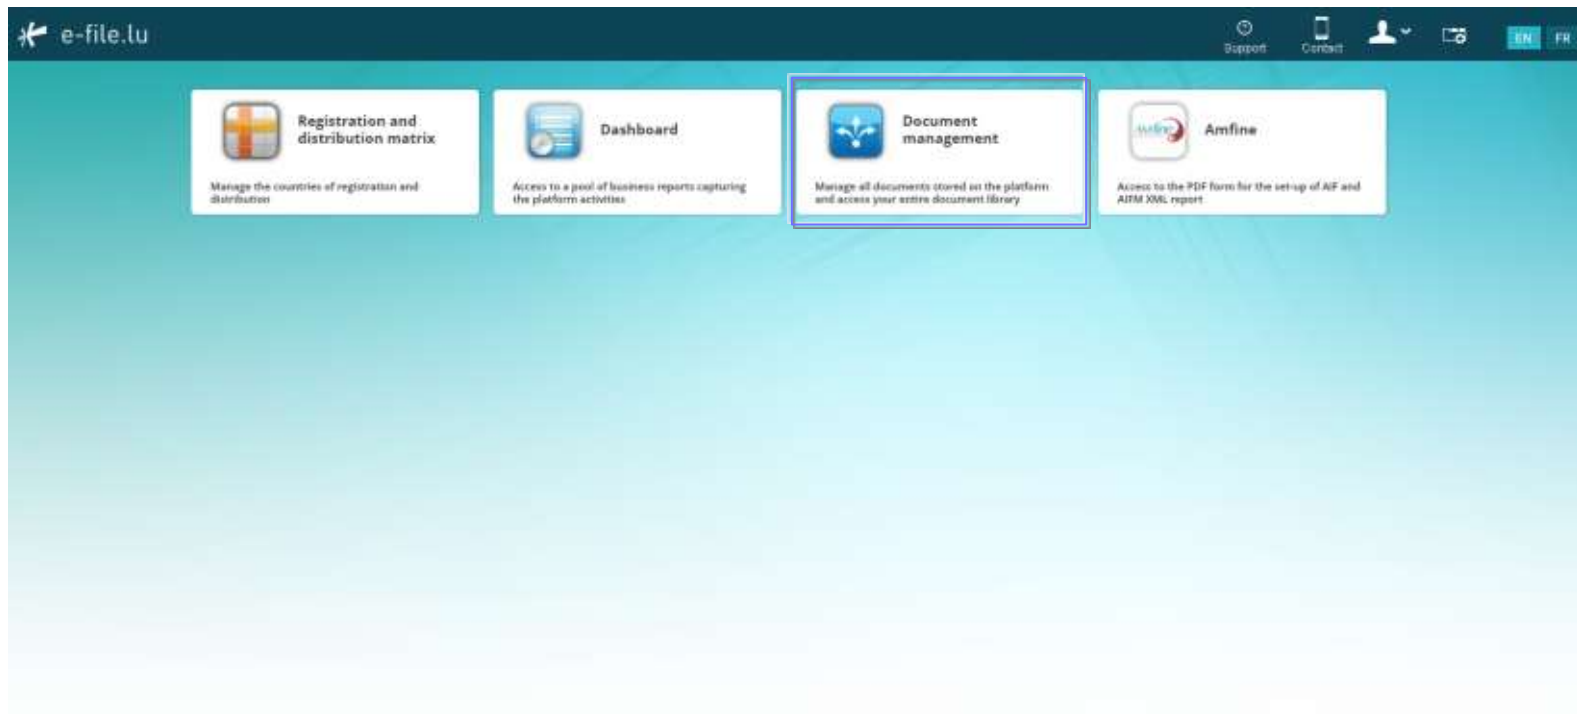 e-file.lu
Support
Contact
EN
FR
Registration and
distribution matrix
Manage the countries of registration and
distribution
Dashboard
Access to a pool of business reports capturing
the platform activities
Document
management
Manage all documents stored on the platform
and access your entire document library
Amfine
Amfine
Access to the PDF form for the set-up of AIF and
AIFM XML report